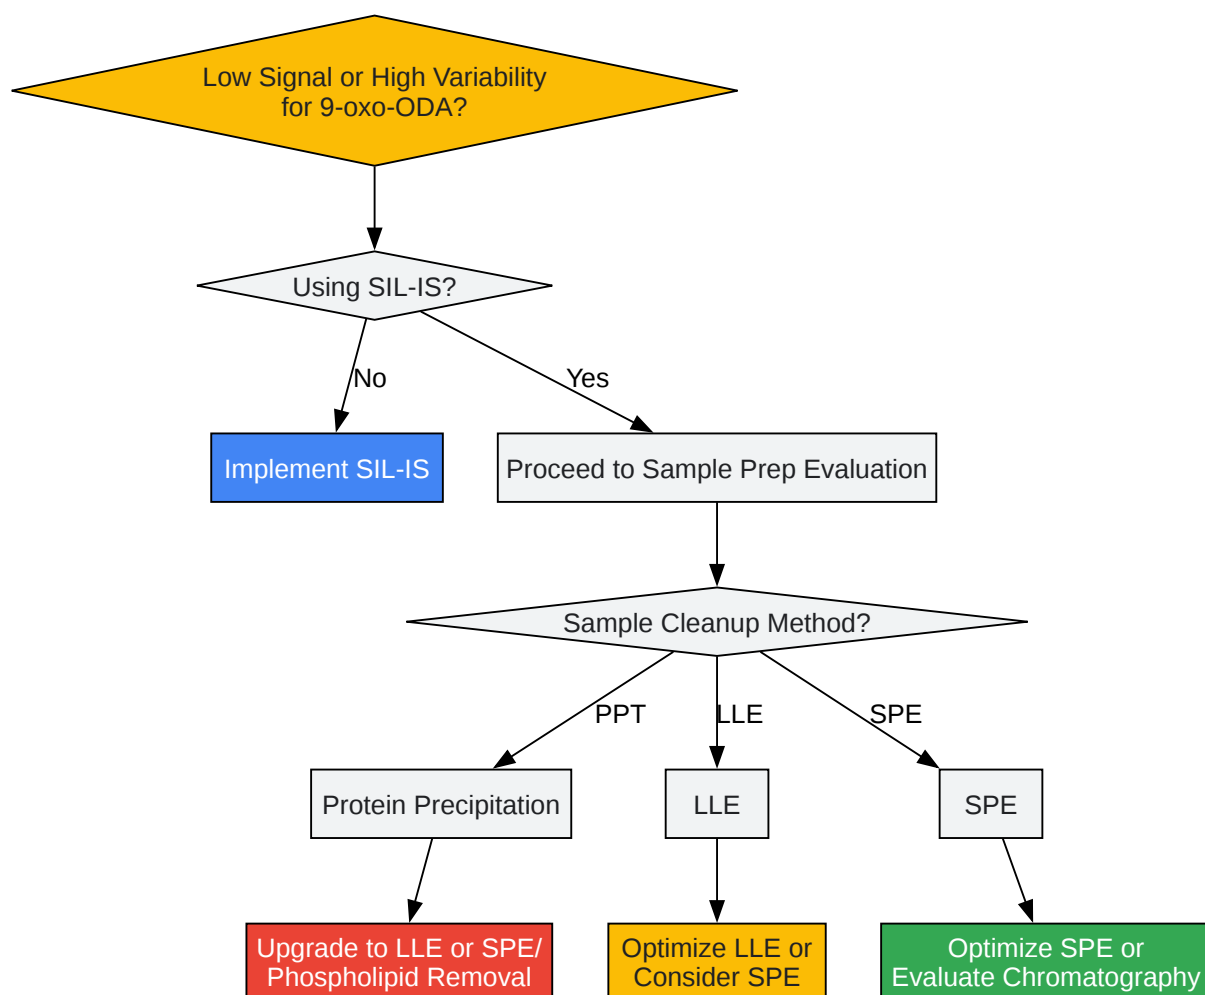 Low Signal or High Variability
for 9-oxo-ODA?
Using SIL-IS?
No
Yes
Implement SIL-IS
Proceed to Sample Prep Evaluation
Sample Cleanup Method?
PPT
LLE
SPE
Protein Precipitation
LLE
SPE
Upgrade to LLE or SPE/
Phospholipid Removal
Optimize LLE or
Consider SPE
Optimize SPE or
Evaluate Chromatography